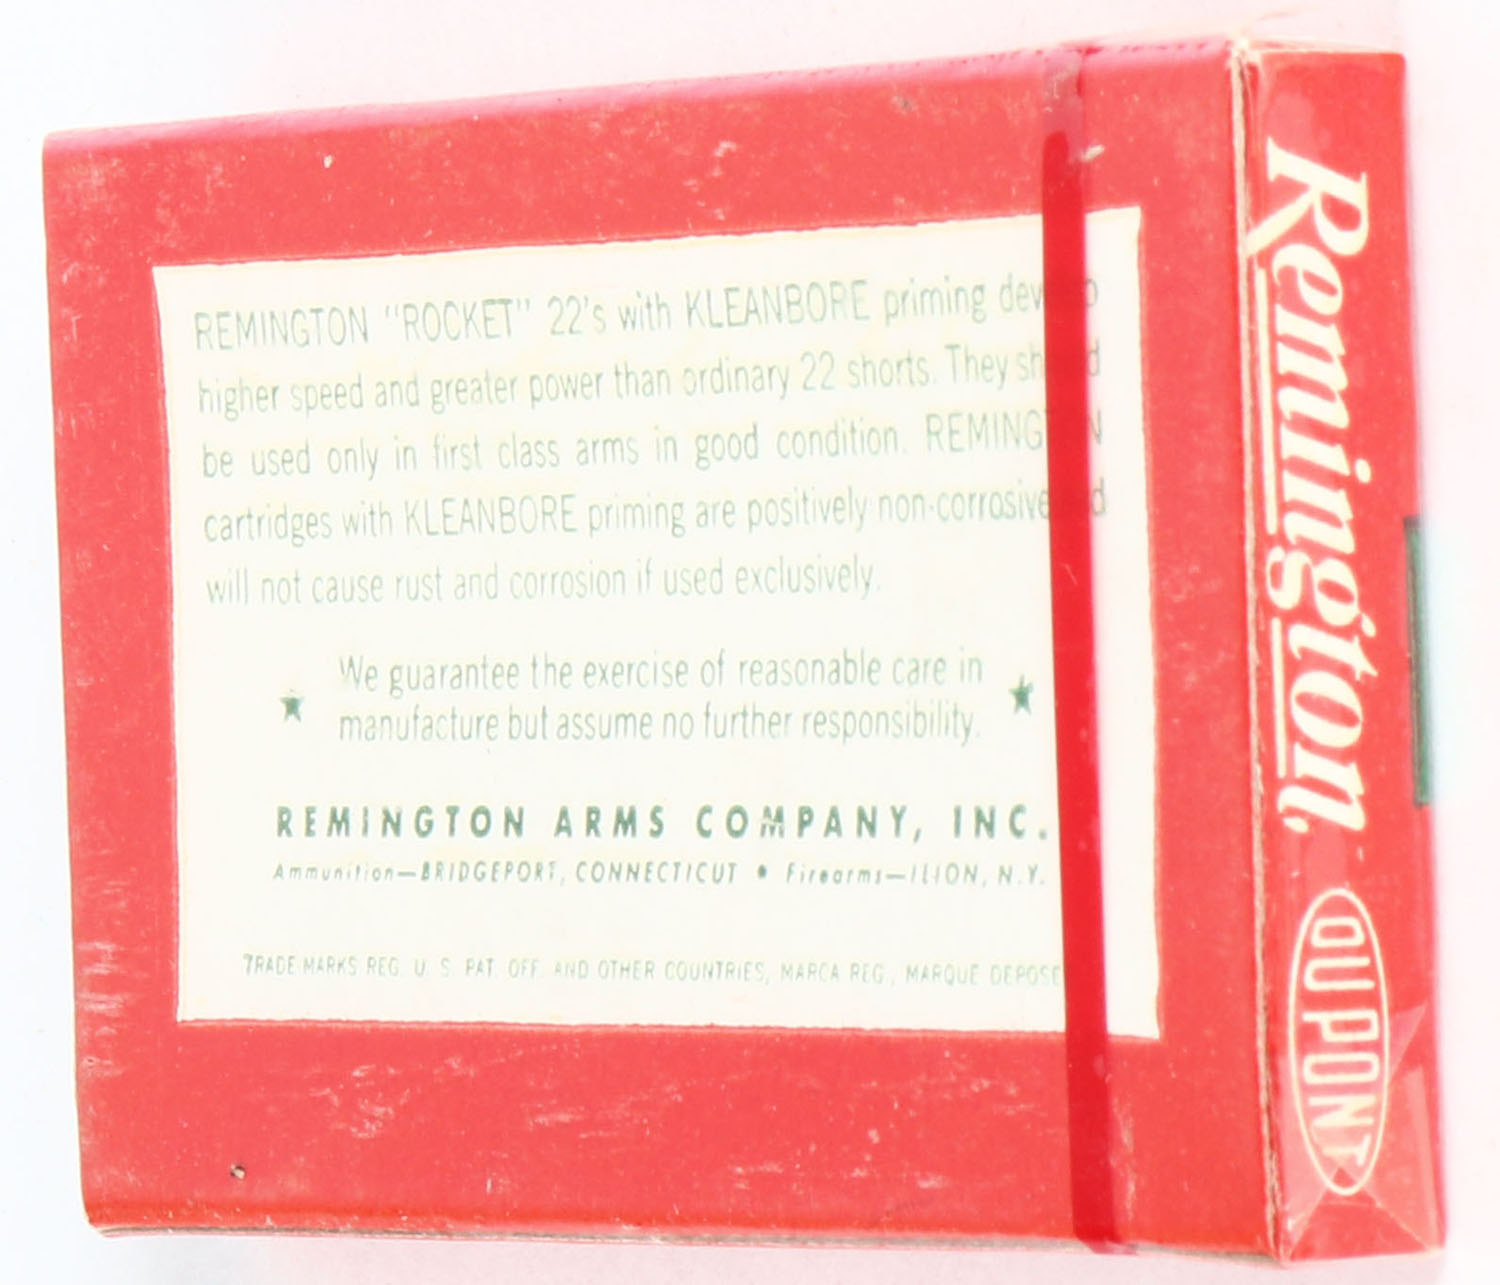 REMINGTON "ROCKET" 22's with KLEANBORE priming dev p
higher speed and greater power than ordinary 22 shorts. They sh d
be used only in first class arms in good condition. REMINGT N
cartridges with KLEANBORE priming are positively non-corrosive d
will not cause rust and corrosion if used exclusively.
★ We guarantee the exercise of reasonable care in ★
manufacture but assume no further responsibility.
REMINGTON ARMS COMPANY, INC.
Ammunition—BRIDGEPORT, CONNECTICUT • Firearms—ILION, N.Y.
TRADE MARKS REG. U. S. PAT. OFF. AND OTHER COUNTRIES, MARCA REG., MARQUE DEPOSE
Remington
DUPONT